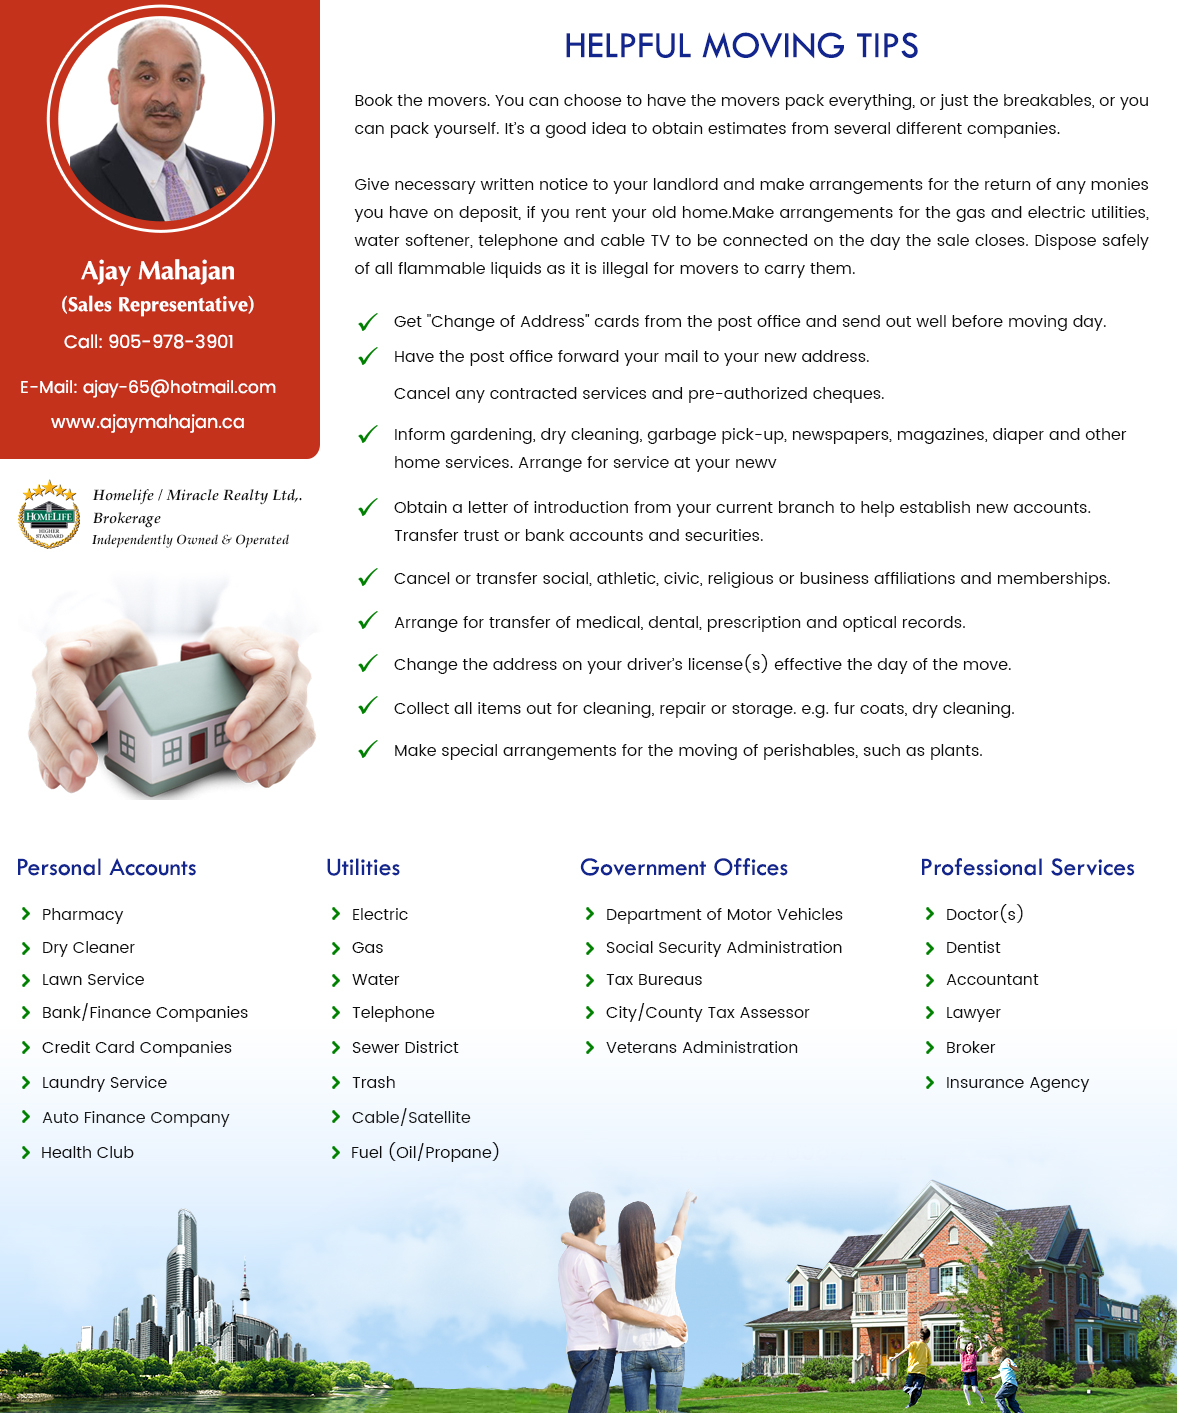 Ajay Mahajan
(Sales Representative)
Call: 905-978-3901
E-Mail: ajay-65@hotmail.com
www.ajaymahajan.ca
HOMELIFE
HIGHER
STANDARD
Homelife / Miracle Realty Ltd,.
Brokerage
Independently Owned & Operated
HELPFUL MOVING TIPS
Book the movers. You can choose to have the movers pack everything, or just the breakables, or you
can pack yourself. It’s a good idea to obtain estimates from several different companies.
Give necessary written notice to your landlord and make arrangements for the return of any monies
you have on deposit, if you rent your old home.Make arrangements for the gas and electric utilities,
water softener, telephone and cable TV to be connected on the day the sale closes. Dispose safely
of all flammable liquids as it is illegal for movers to carry them.
Get "Change of Address" cards from the post office and send out well before moving day.
Have the post office forward your mail to your new address.
Cancel any contracted services and pre-authorized cheques.
Inform gardening, dry cleaning, garbage pick-up, newspapers, magazines, diaper and other
home services. Arrange for service at your newv
Obtain a letter of introduction from your current branch to help establish new accounts.
Transfer trust or bank accounts and securities.
Cancel or transfer social, athletic, civic, religious or business affiliations and memberships.
Arrange for transfer of medical, dental, prescription and optical records.
Change the address on your driver’s license(s) effective the day of the move.
Collect all items out for cleaning, repair or storage. e.g. fur coats, dry cleaning.
Make special arrangements for the moving of perishables, such as plants.
Personal Accounts
Pharmacy
Dry Cleaner
Lawn Service
Bank/Finance Companies
Credit Card Companies
Laundry Service
Auto Finance Company
Health Club
Utilities
Electric
Gas
Water
Telephone
Sewer District
Trash
Cable/Satellite
Fuel (Oil/Propane)
Government Offices
Department of Motor Vehicles
Social Security Administration
Tax Bureaus
City/County Tax Assessor
Veterans Administration
Professional Services
Doctor(s)
Dentist
Accountant
Lawyer
Broker
Insurance Agency